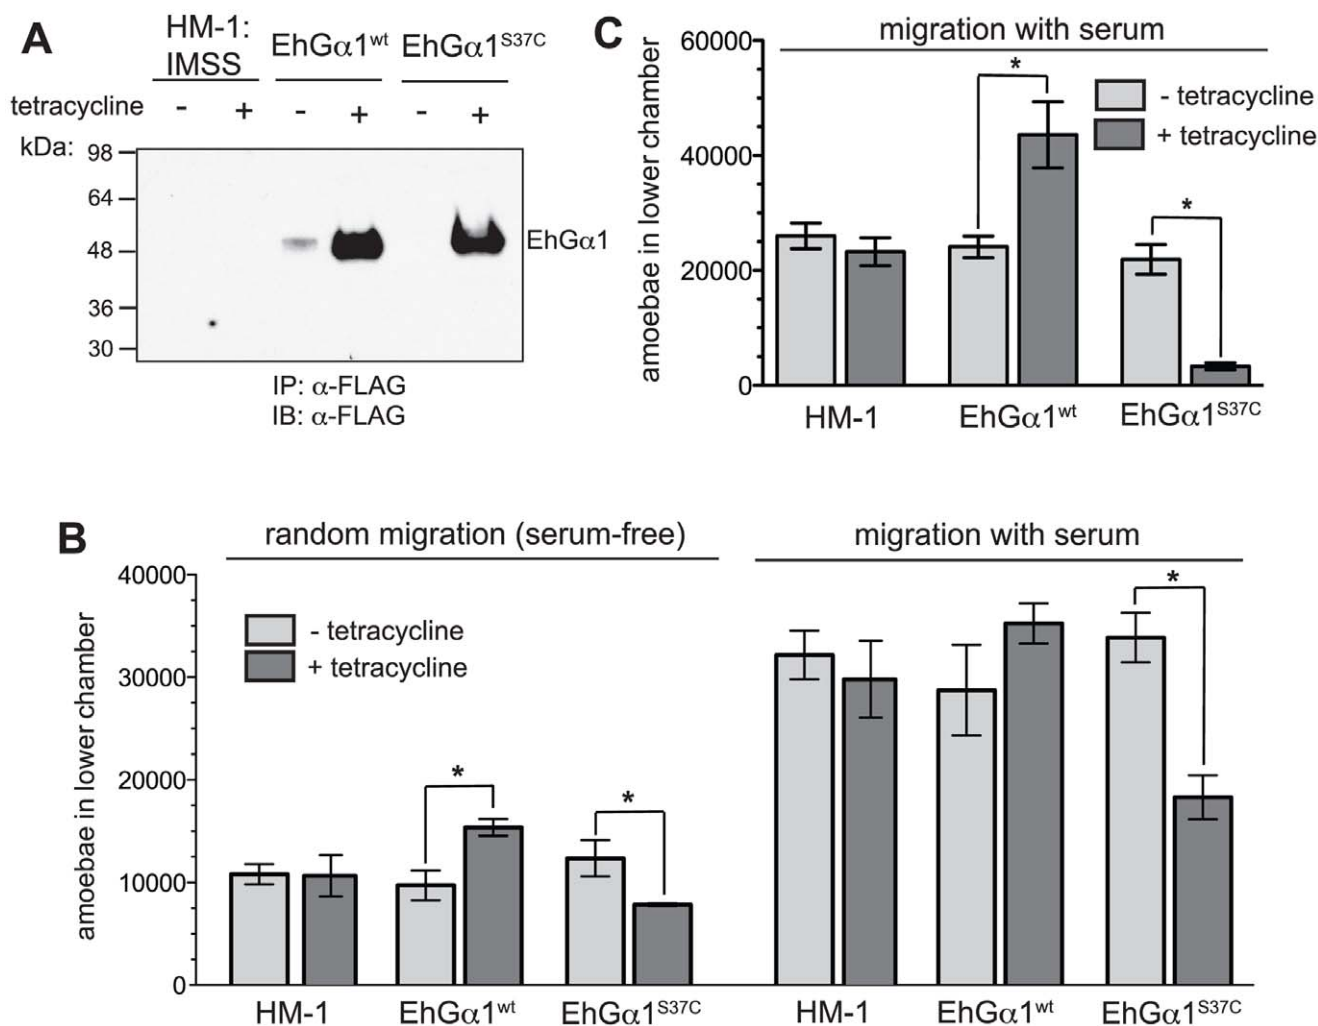 A
HM-1:
IMSS
EhGα1wt
EhGα1S37C
tetracycline - + - + - +
kDa:
98
64
48
36
30
EhGα1
IP: α-FLAG
IB: α-FLAG
C
migration with serum
amoebae in lower chamber
60000
40000
20000
0
- tetracycline
+ tetracycline
*
*
HM-1 EhGα1wt EhGα1S37C
B
random migration (serum-free)
migration with serum
amoebae in lower chamber
40000
30000
20000
10000
0
- tetracycline
+ tetracycline
*
*
*
HM-1 EhGα1wt EhGα1S37C HM-1 EhGα1wt EhGα1S37C